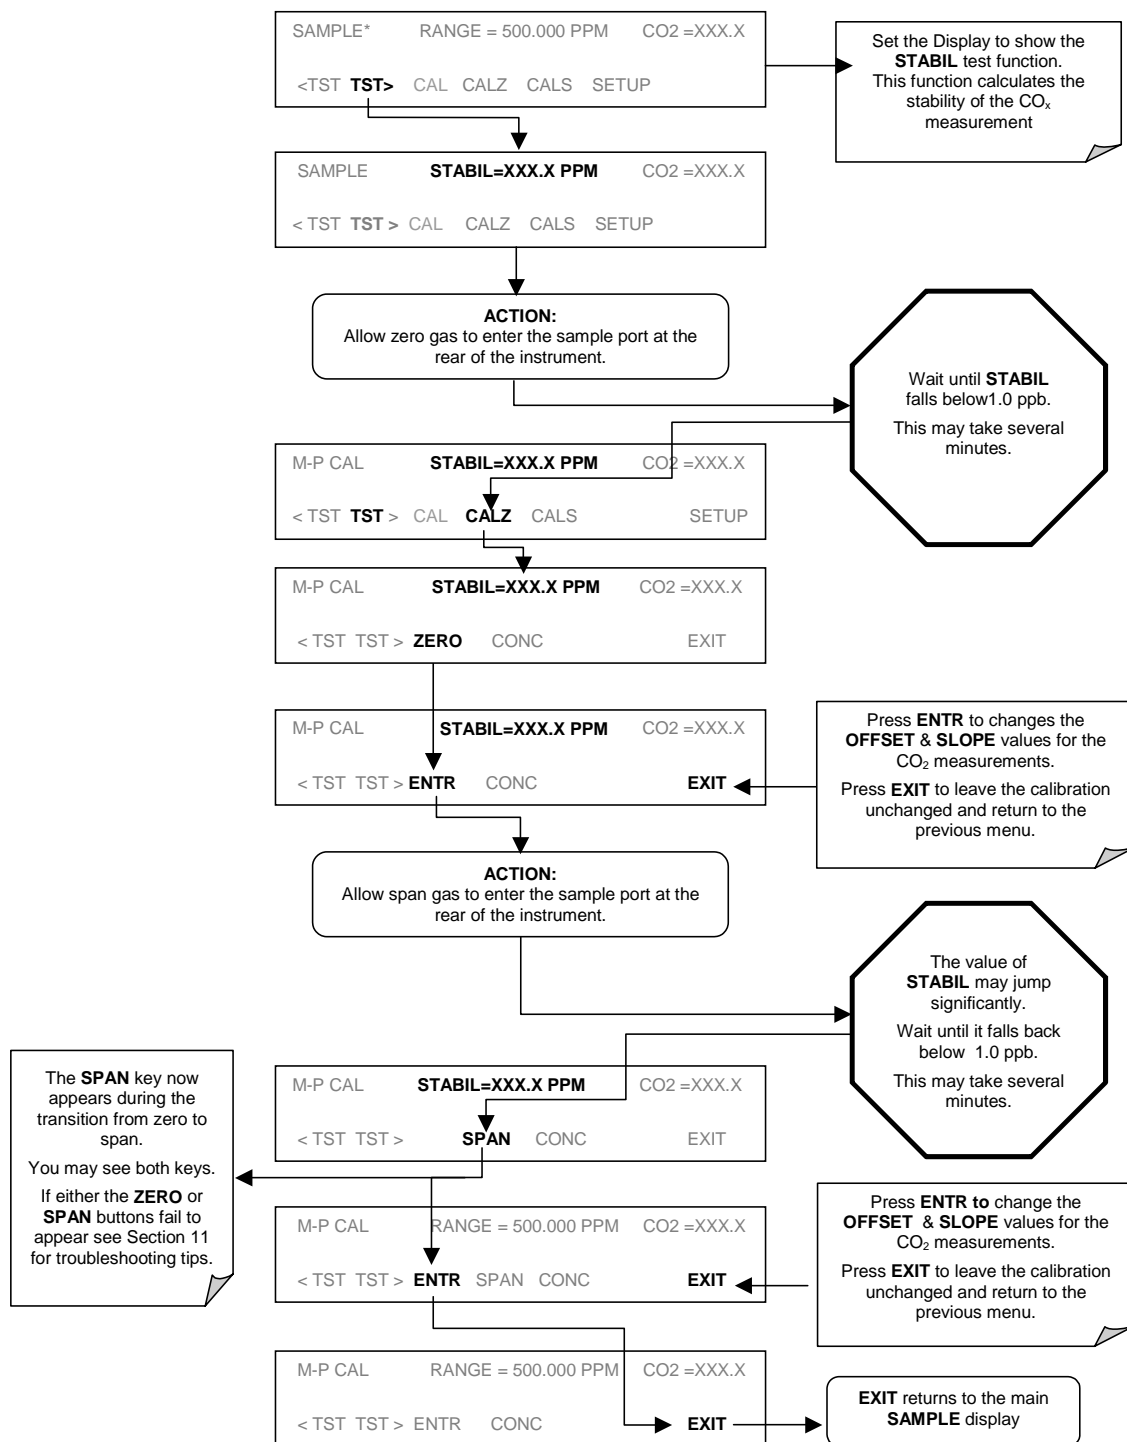 SAMPLE* RANGE = 500.000 PPM CO2 =XXX.X
<TST TST> CAL CALZ CALS SETUP
Set the Display to show the
STABIL test function.
This function calculates the
stability of the COx
measurement
SAMPLE STABIL=XXX.X PPM CO2 =XXX.X
< TST TST > CAL CALZ CALS SETUP
ACTION:
Allow zero gas to enter the sample port at the
rear of the instrument.
Wait until STABIL
falls below1.0 ppb.
This may take several
minutes.
M-P CAL STABIL=XXX.X PPM CO2 =XXX.X
< TST TST > CAL CALZ CALS SETUP
M-P CAL STABIL=XXX.X PPM CO2 =XXX.X
< TST TST > ZERO CONC EXIT
M-P CAL STABIL=XXX.X PPM CO2 =XXX.X
< TST TST > ENTR CONC EXIT
Press ENTR to changes the
OFFSET & SLOPE values for the
CO2 measurements.
Press EXIT to leave the calibration
unchanged and return to the
previous menu.
ACTION:
Allow span gas to enter the sample port at the
rear of the instrument.
The value of
STABIL may jump
significantly.
Wait until it falls back
below 1.0 ppb.
This may take several
minutes.
The SPAN key now
appears during the
transition from zero to
span.
You may see both keys.
If either the ZERO or
SPAN buttons fail to
appear see Section 11
for troubleshooting tips.
M-P CAL STABIL=XXX.X PPM CO2 =XXX.X
< TST TST > SPAN CONC EXIT
M-P CAL RANGE = 500.000 PPM CO2 =XXX.X
< TST TST > ENTR SPAN CONC EXIT
Press ENTR to change the
OFFSET & SLOPE values for the
CO2 measurements.
Press EXIT to leave the calibration
unchanged and return to the
previous menu.
M-P CAL RANGE = 500.000 PPM CO2 =XXX.X
< TST TST > ENTR CONC EXIT
EXIT returns to the main
SAMPLE display